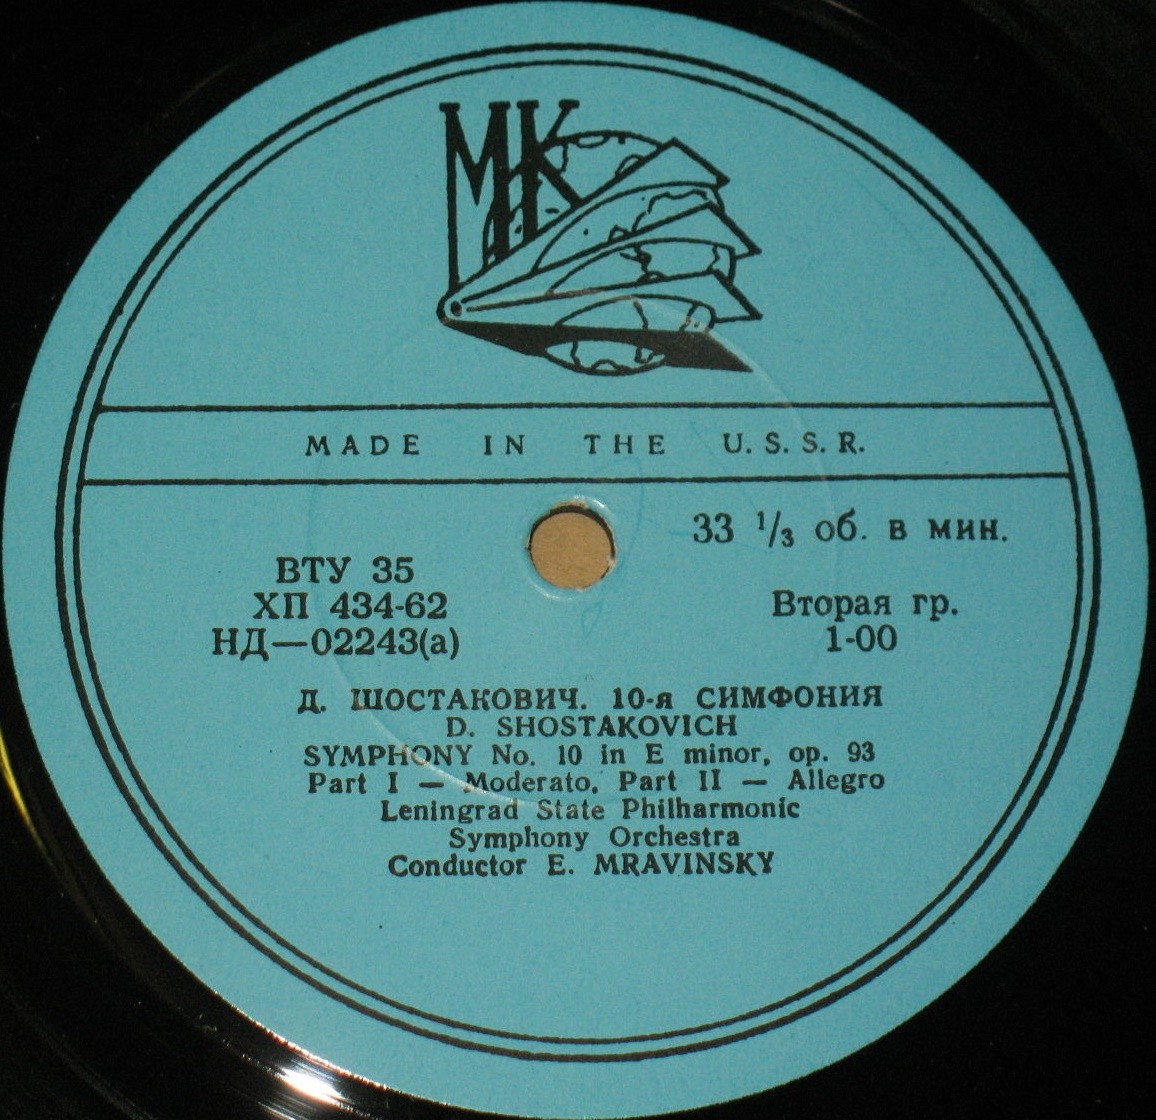 МК
MADE IN THE U.S.S.R.
33 1/3 об. в мин.
ВТУ 35
ХП 434-62
НД—02243(а)
Вторая гр.
1-00
Д. ШОСТАКОВИЧ. 10-я СИМФОНИЯ
D. SHOSTAKOVICH
SYMPHONY No. 10 in E minor, op. 93
Part I — Moderato. Part II — Allegro
Leningrad State Philharmonic
Symphony Orchestra
Conductor E. MRAVINSKY